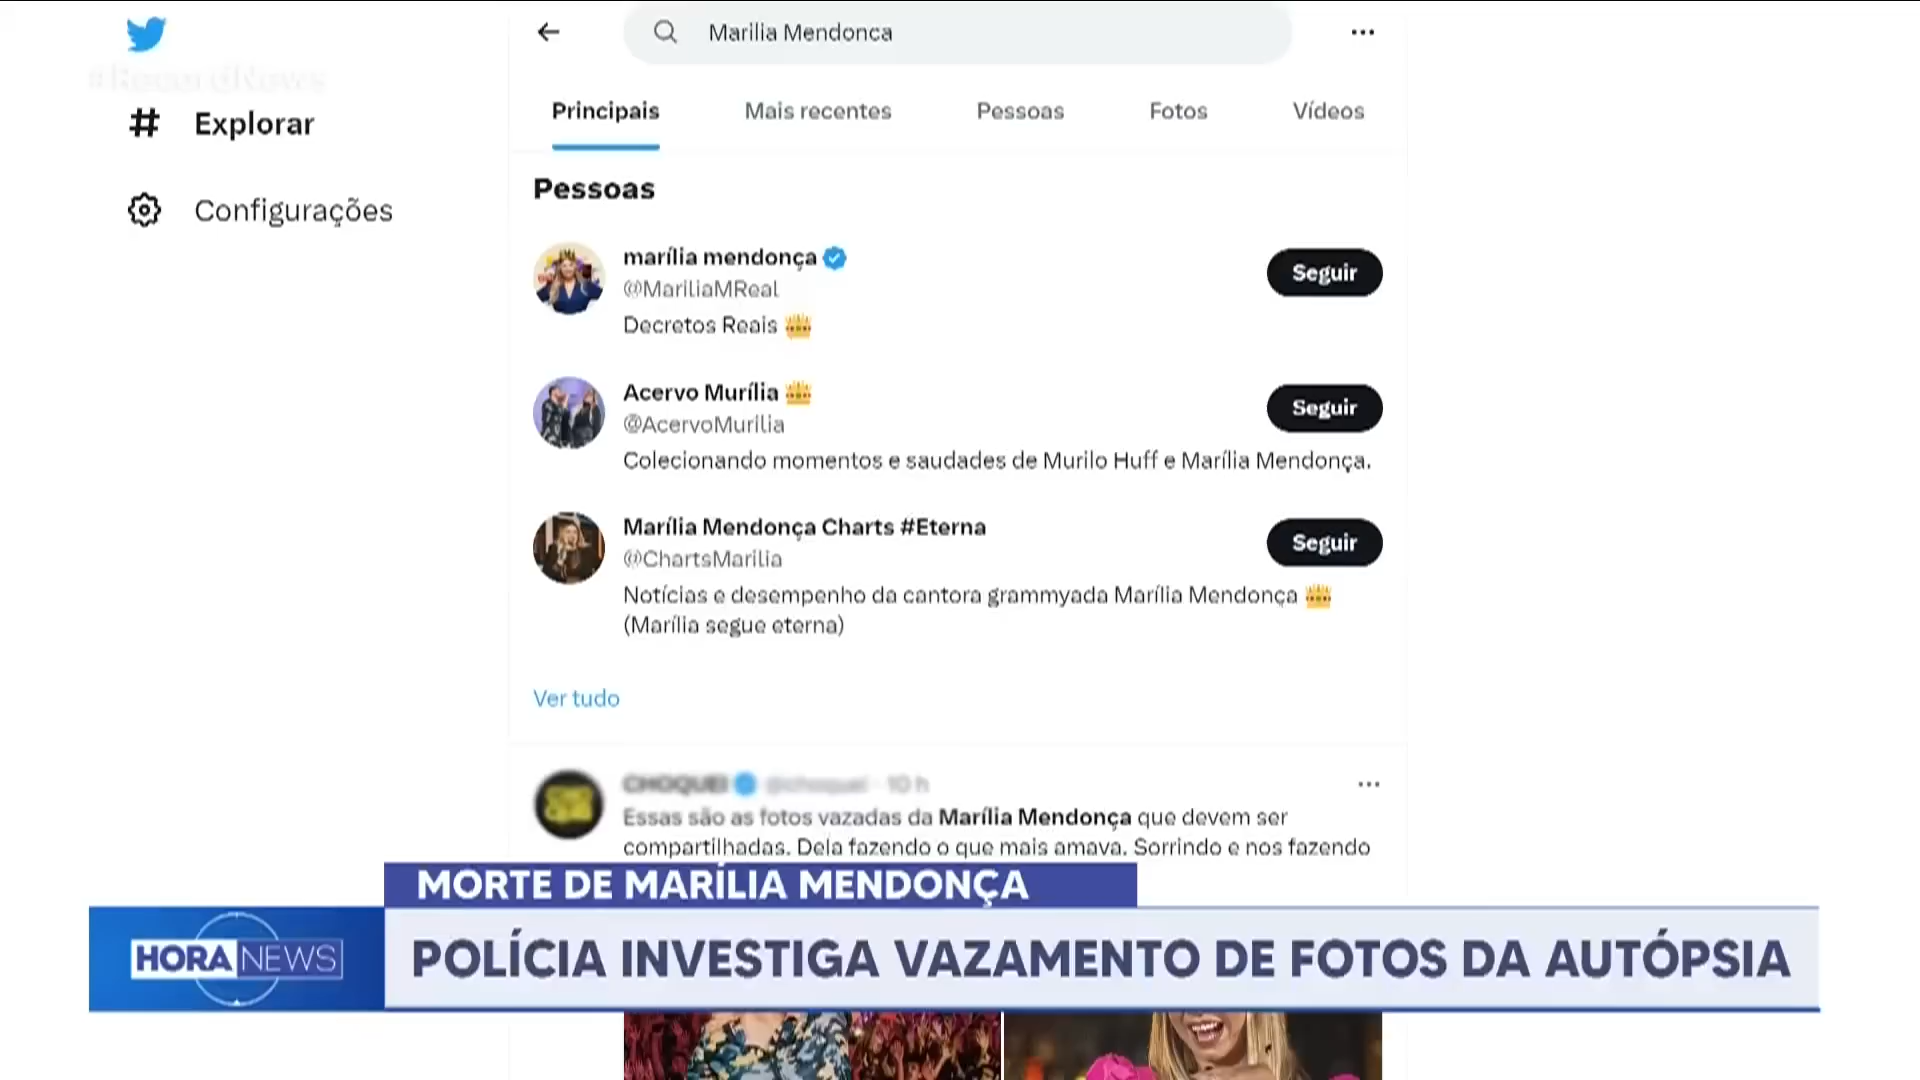 Marilia Mendonca
#RecordNews
Explorar
Configurações
Principais
Mais recentes
Pessoas
Fotos
Vídeos
Pessoas
marília mendonça
@MariliaMReal
Decretos Reais
Seguir
Acervo Murília
@AcervoMurilia
Colecionando momentos e saudades de Murilo Huff e Marília Mendonça.
Seguir
Marília Mendonça Charts #Eterna
@ChartsMarilia
Notícias e desempenho da cantora grammyada Marília Mendonça
(Marília segue eterna)
Seguir
Ver tudo
CHOQUEI @choquei · 10 h
Essas são as fotos vazadas da Marília Mendonça que devem ser
compartilhadas. Dela fazendo o que mais amava. Sorrindo e nos fazendo
MORTE DE MARÍLIA MENDONÇA
HORA NEWS
POLÍCIA INVESTIGA VAZAMENTO DE FOTOS DA AUTÓPSIA